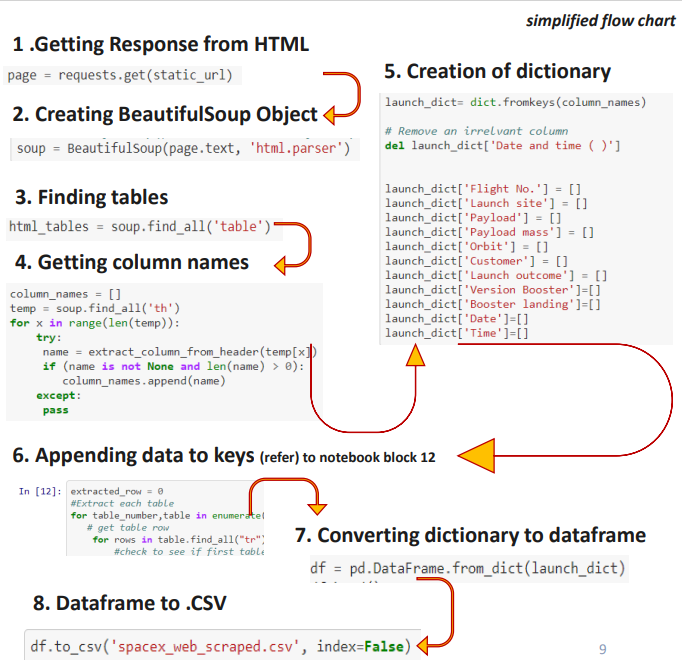 simplified flow chart
1 .Getting Response from HTML
page = requests.get(static_url)
2. Creating BeautifulSoup Object
soup = BeautifulSoup(page.text, 'html.parser')
3. Finding tables
html_tables = soup.find_all('table')
4. Getting column names
column_names = []
temp = soup.find_all('th')
for x in range(len(temp)):
    try:
     name = extract_column_from_header(temp[x])
     if (name is not None and len(name) > 0):
        column_names.append(name)
    except:
     pass
5. Creation of dictionary
launch_dict= dict.fromkeys(column_names)
# Remove an irrelvant column
del launch_dict['Date and time ( )']
launch_dict['Flight No.'] = []
launch_dict['Launch site'] = []
launch_dict['Payload'] = []
launch_dict['Payload mass'] = []
launch_dict['Orbit'] = []
launch_dict['Customer'] = []
launch_dict['Launch outcome'] = []
launch_dict['Version Booster']=[]
launch_dict['Booster landing']=[]
launch_dict['Date']=[]
launch_dict['Time']=[]
6. Appending data to keys (refer) to notebook block 12
In [12]: extracted_row = 0
#Extract each table
for table_number,table in enumerate(
   # get table row
    for rows in table.find_all("tr")
        #check to see if first table
7. Converting dictionary to dataframe
df = pd.DataFrame.from_dict(launch_dict)
8. Dataframe to .CSV
df.to_csv('spacex_web_scraped.csv', index=False)
9